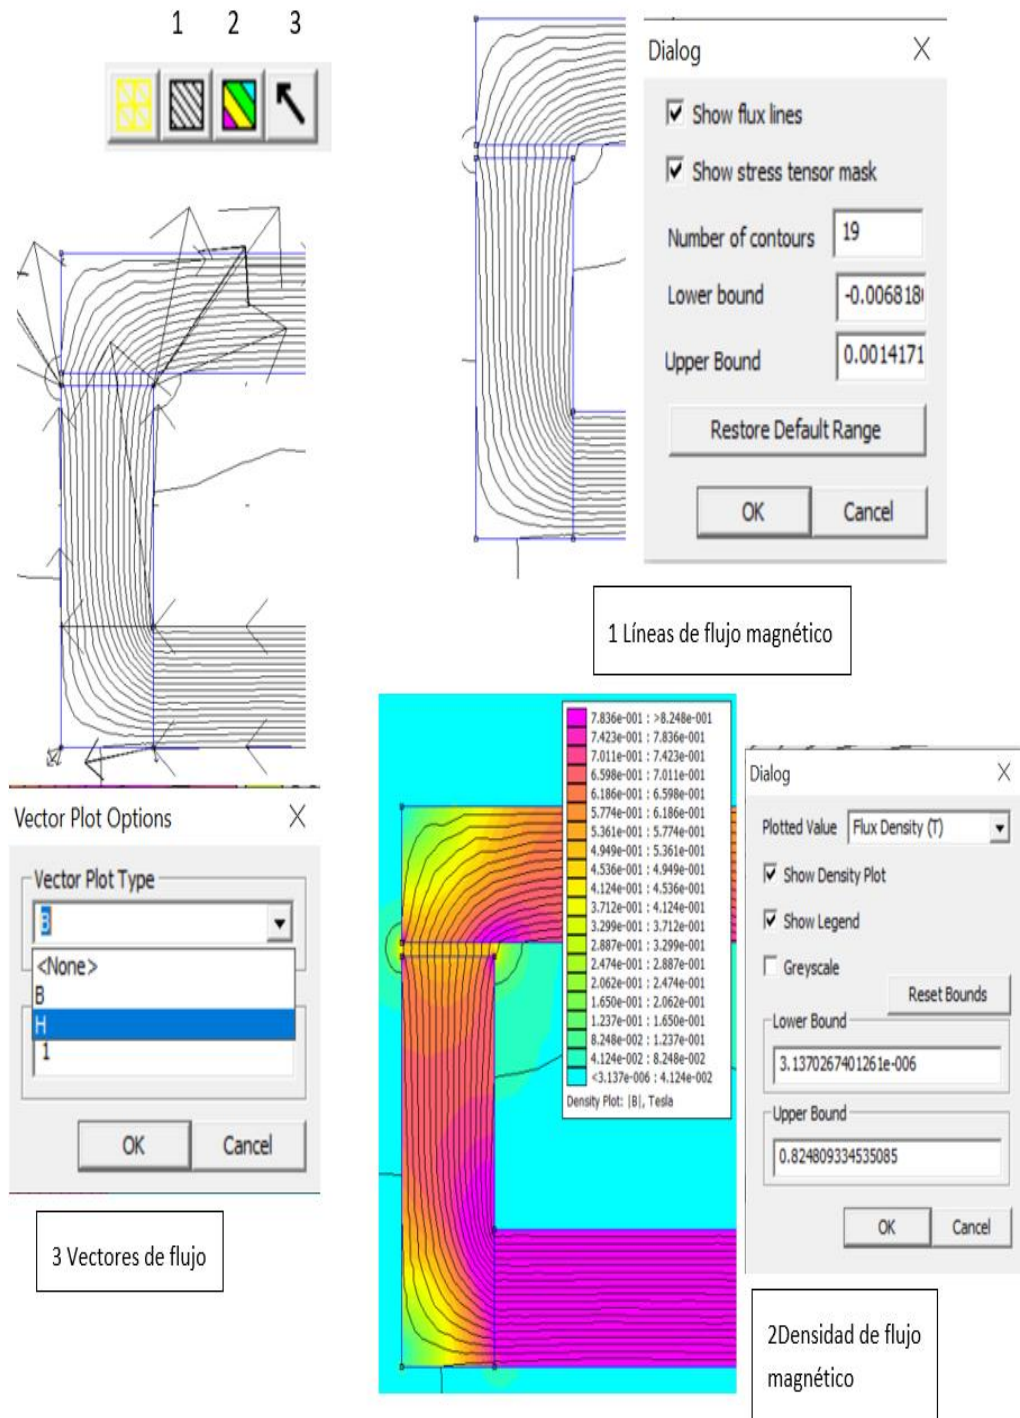 1 2 3
Dialog
Show flux lines
Show stress tensor mask
Number of contours 19
Lower bound -0.006818
Upper Bound 0.0014171
Restore Default Range
OK Cancel
1 Líneas de flujo magnético
Vector Plot Options
Vector Plot Type
B
<None>
B
H
1
OK Cancel
3 Vectores de flujo
7.836e-001 : >8.248e-001
7.423e-001 : 7.836e-001
7.011e-001 : 7.423e-001
6.598e-001 : 7.011e-001
6.186e-001 : 6.598e-001
5.774e-001 : 6.186e-001
5.361e-001 : 5.774e-001
4.949e-001 : 5.361e-001
4.536e-001 : 4.949e-001
4.124e-001 : 4.536e-001
3.712e-001 : 4.124e-001
3.299e-001 : 3.712e-001
2.887e-001 : 3.299e-001
2.474e-001 : 2.887e-001
2.062e-001 : 2.474e-001
1.650e-001 : 2.062e-001
1.237e-001 : 1.650e-001
8.248e-002 : 1.237e-001
4.124e-002 : 8.248e-002
<3.137e-006 : 4.124e-002
Density Plot: |B|, Tesla
Dialog
Plotted Value Flux Density (T)
Show Density Plot
Show Legend
Greyscale
Reset Bounds
Lower Bound
3.1370267401261e-006
Upper Bound
0.824809334535085
OK Cancel
2Densidad de flujo
magnético